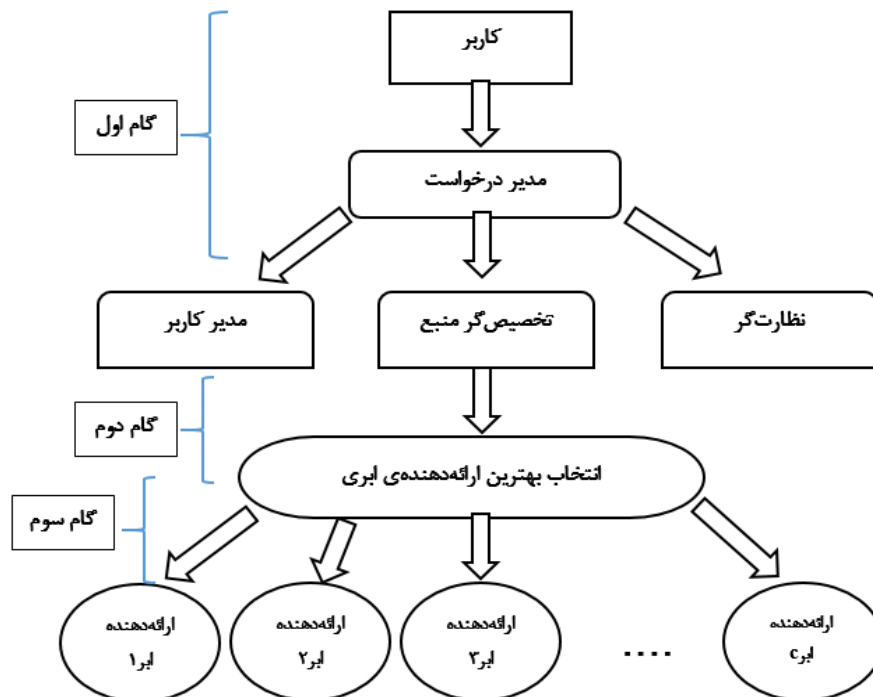 کاربر
گام اول
مدیر درخواست
نظارت‌گر
تخصیص‌گر منبع
مدیر کاربر
گام دوم
انتخاب بهترین ارائه‌دهنده‌ی ابری
گام سوم
ارائه‌دهنده
ابر۱
ارائه‌دهنده
ابر۲
ارائه‌دهنده
ابر۳
....
ارائه‌دهنده
ابرc